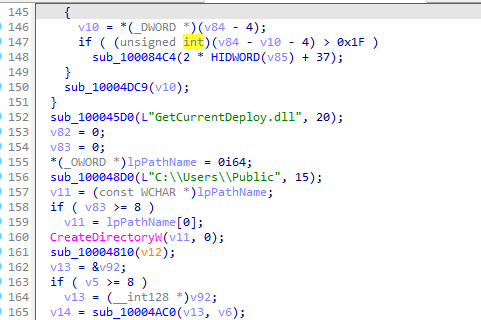 145 {
146 v10 = *(_DWORD *)(v84 - 4);
147 if ( (unsigned int)(v84 - v10 - 4) > 0x1F )
148 sub_100084C4(2 * HIDWORD(v85) + 37);
149 }
150 sub_10004DC9(v10);
151 }
152 sub_100045D0(L"GetCurrentDeploy.dll", 20);
153 v82 = 0;
154 v83 = 0;
155 *(_OWORD *)lpPathName = 0i64;
156 sub_100048D0(L"C:\\Users\\Public", 15);
157 v11 = (const WCHAR *)lpPathName;
158 if ( v83 >= 8 )
159 v11 = lpPathName[0];
160 CreateDirectoryW(v11, 0);
161 sub_10004810(v12);
162 v13 = &v92;
163 if ( v5 >= 8 )
164 v13 = (__int128 *)v92;
165 v14 = sub_10004AC0(v13, v6);